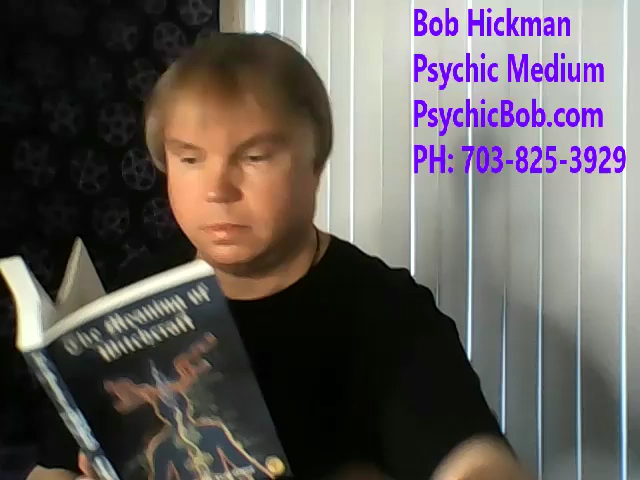 Bob Hickman
Psychic Medium
PsychicBob.com
PH: 703-825-3929
The Meaning of
Witchcraft